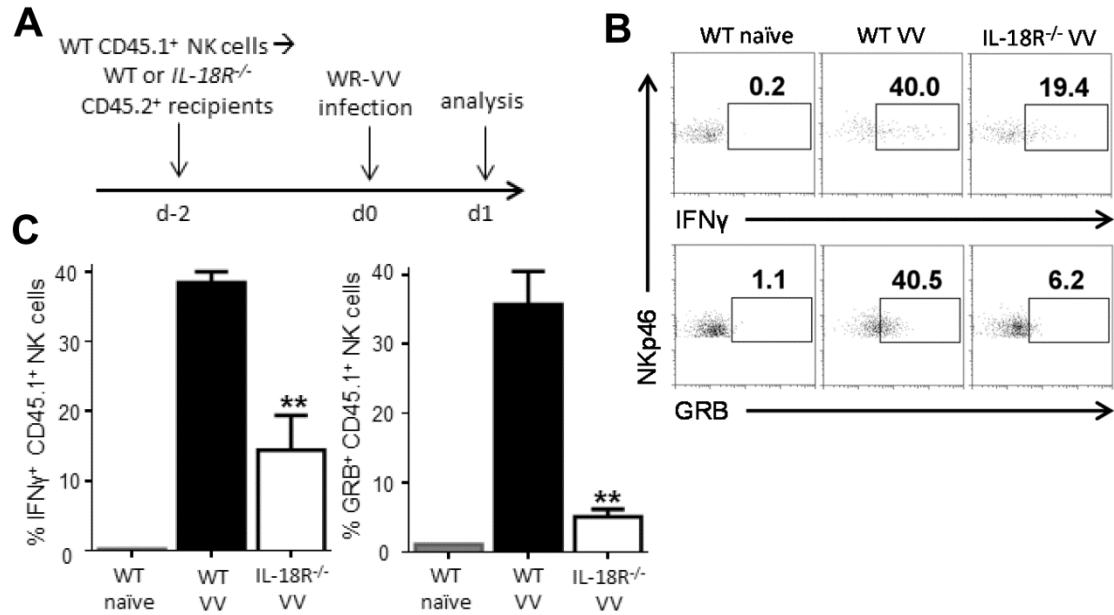 A
WT CD45.1⁺ NK cells →
WT or IL-18R⁻/⁻
CD45.2⁺ recipients
WR-VV
infection
analysis
d-2
d0
d1
B
WT naïve
WT VV
IL-18R⁻/⁻ VV
0.2
40.0
19.4
IFNγ
1.1
40.5
6.2
GRB
NKp46
C
% IFNγ⁺ CD45.1⁺ NK cells
40
30
20
10
0
**
WT
naïve
WT
VV
IL-18R⁻/⁻
VV
% GRB⁺ CD45.1⁺ NK cells
40
30
20
10
0
**
WT
naïve
WT
VV
IL-18R⁻/⁻
VV